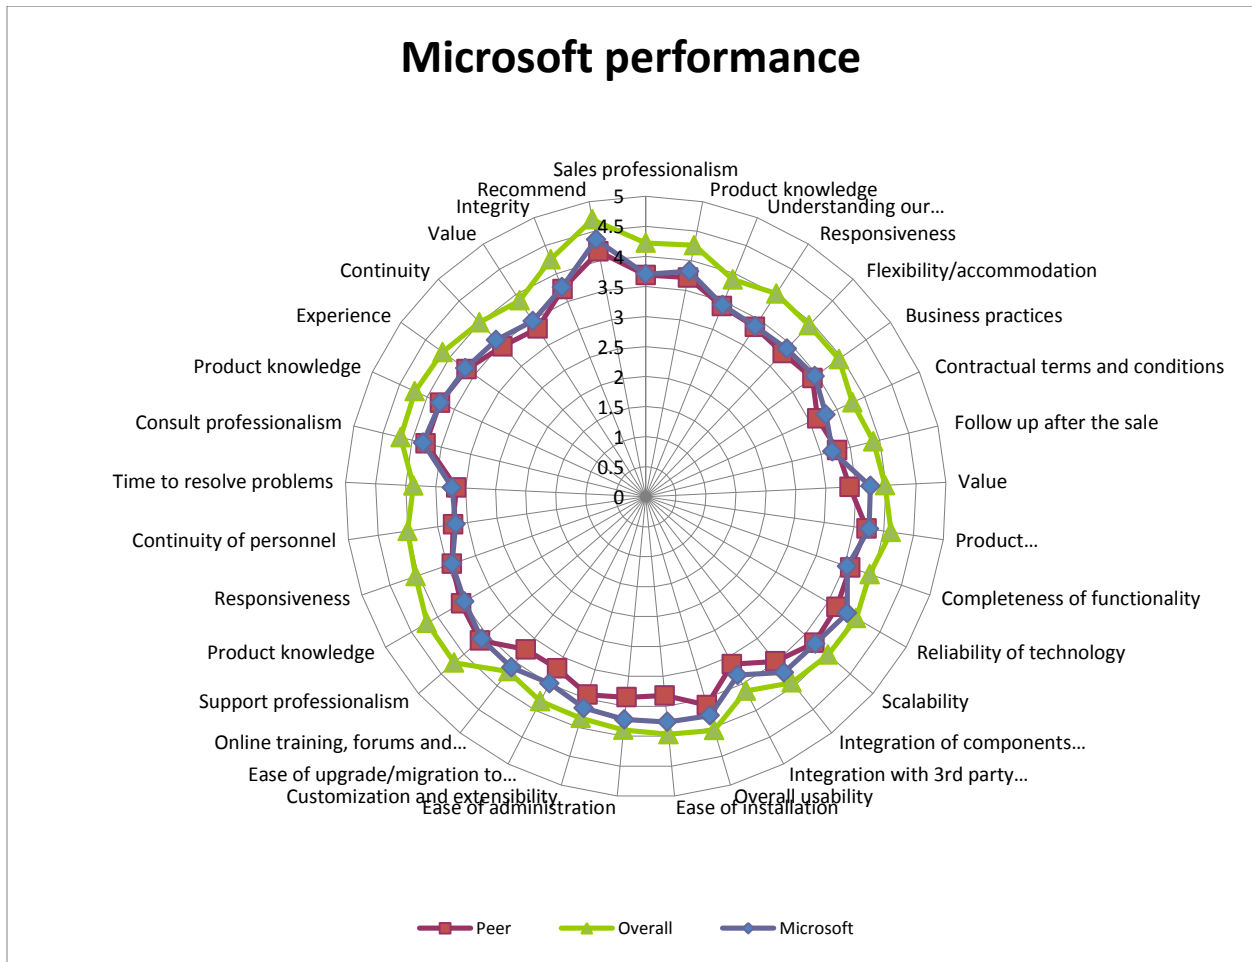 Microsoft performance
Sales professionalism
Product knowledge
Understanding our...
Responsiveness
Flexibility/accommodation
Business practices
Contractual terms and conditions
Follow up after the sale
Value
Product...
Completeness of functionality
Reliability of technology
Scalability
Integration of components...
Integration with 3rd party...
Overall usability
Ease of installation
Ease of administration
Customization and extensibility
Ease of upgrade/migration to...
Online training, forums and...
Support professionalism
Product knowledge
Responsiveness
Continuity of personnel
Time to resolve problems
Consult professionalism
Product knowledge
Experience
Continuity
Value
Integrity
Recommend
5
4.5
4
3.5
3
2.5
2
1.5
1
0.5
0
Peer
Overall
Microsoft